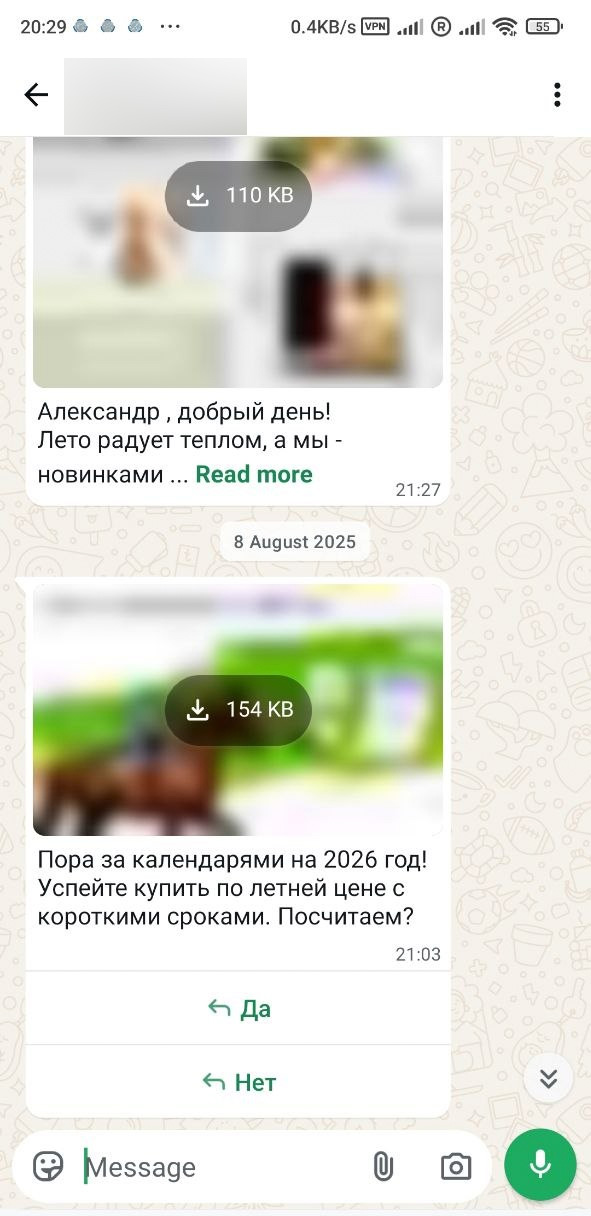 20:29 ... 0.4KB/s VPN R 55
110 KB
Александр , добрый день!
Лето радует теплом, а мы -
новинками ... Read more
21:27
8 August 2025
154 KB
Пора за календарями на 2026 год!
Успейте купить по летней цене с
короткими сроками. Посчитаем?
21:03
Да
Нет
Message